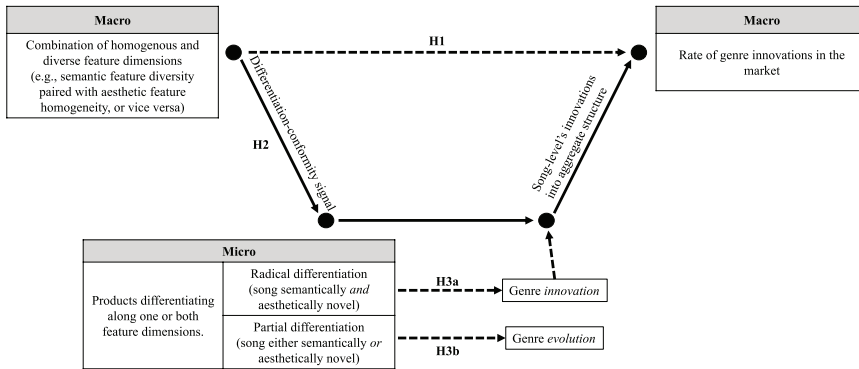 Macro
Combination of homogenous and
diverse feature dimensions
(e.g., semantic feature diversity
paired with aesthetic feature
homogeneity, or vice versa)
H1
Macro
Rate of genre innovations in the
market
Differentiation-conformity signal
H2
Song-level's innovations
into aggregate structure
Micro
Products differentiating
along one or both
feature dimensions.
Radical differentiation
(song semantically and
aesthetically novel)
H3a
Genre innovation
Partial differentiation
(song either semantically or
aesthetically novel)
H3b
Genre evolution